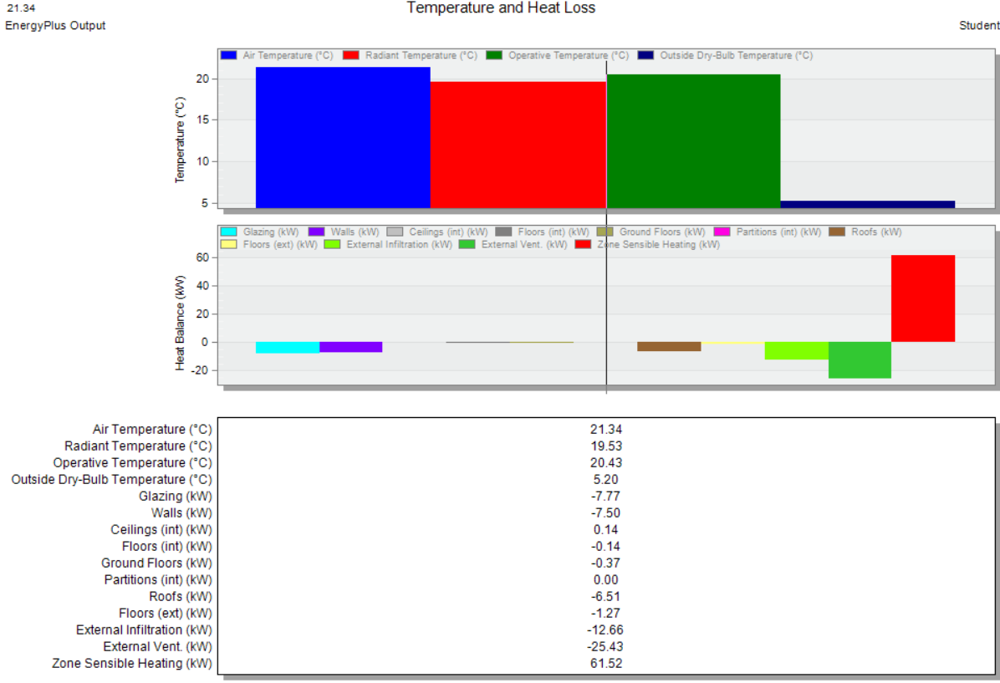 21.34
Temperature and Heat Loss
EnergyPlus Output
Student
Air Temperature (°C) Radiant Temperature (°C) Operative Temperature (°C) Outside Dry-Bulb Temperature (°C)
Temperature (°C)
20
15
10
5
Glazing (kW) Walls (kW) Ceilings (int) (kW) Floors (int) (kW) Ground Floors (kW) Partitions (int) (kW) Roofs (kW)
Floors (ext) (kW) External Infiltration (kW) External Vent. (kW) Zone Sensible Heating (kW)
Heat Balance (kW)
60
40
20
0
-20
Air Temperature (°C) 21.34
Radiant Temperature (°C) 19.53
Operative Temperature (°C) 20.43
Outside Dry-Bulb Temperature (°C) 5.20
Glazing (kW) -7.77
Walls (kW) -7.50
Ceilings (int) (kW) 0.14
Floors (int) (kW) -0.14
Ground Floors (kW) -0.37
Partitions (int) (kW) 0.00
Roofs (kW) -6.51
Floors (ext) (kW) -1.27
External Infiltration (kW) -12.66
External Vent. (kW) -25.43
Zone Sensible Heating (kW) 61.52